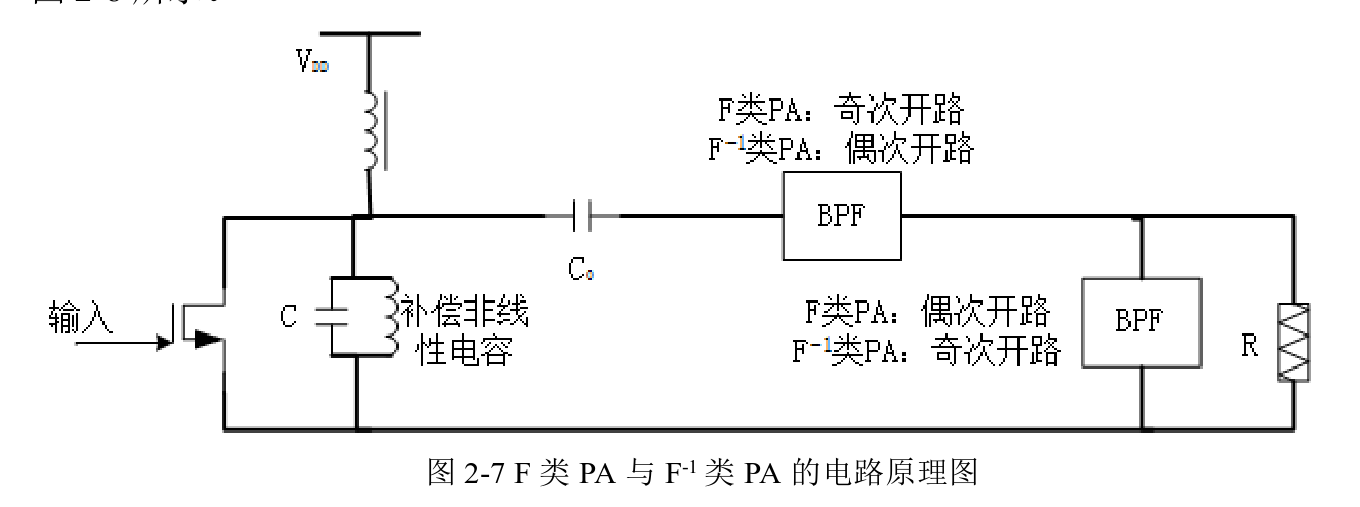 V_DD
F类PA：奇次开路
F⁻¹类PA：偶次开路
BPF
C₀
输入
C
补偿非线
性电容
F类PA：偶次开路
F⁻¹类PA：奇次开路
BPF
R
图 2-7 F 类 PA 与 F⁻¹ 类 PA 的电路原理图